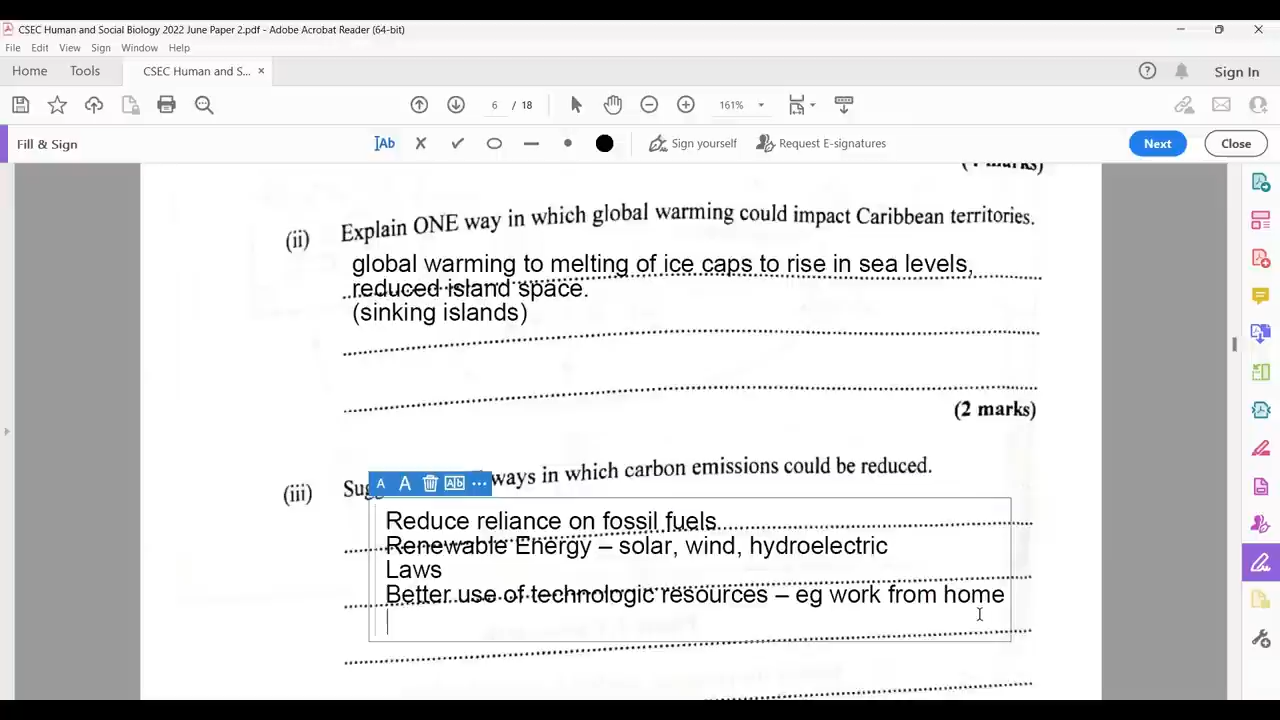 CSEC Human and Social Biology 2022 June Paper 2.pdf - Adobe Acrobat Reader (64-bit)
File Edit View Sign Window Help
Home Tools CSEC Human and S... ×
Sign In
6 / 18 161%
Fill & Sign
Ab
Sign yourself
Request E-signatures
Next
Close
marks)
(ii) Explain ONE way in which global warming could impact Caribbean territories.
global warming to melting of ice caps to rise in sea levels,
reduced island space.
(sinking islands)
(2 marks)
(iii) Sugg ways in which carbon emissions could be reduced.
A A Ab ...
Reduce reliance on fossil fuels
Renewable Energy – solar, wind, hydroelectric
Laws
Better use of technologic resources – eg work from home